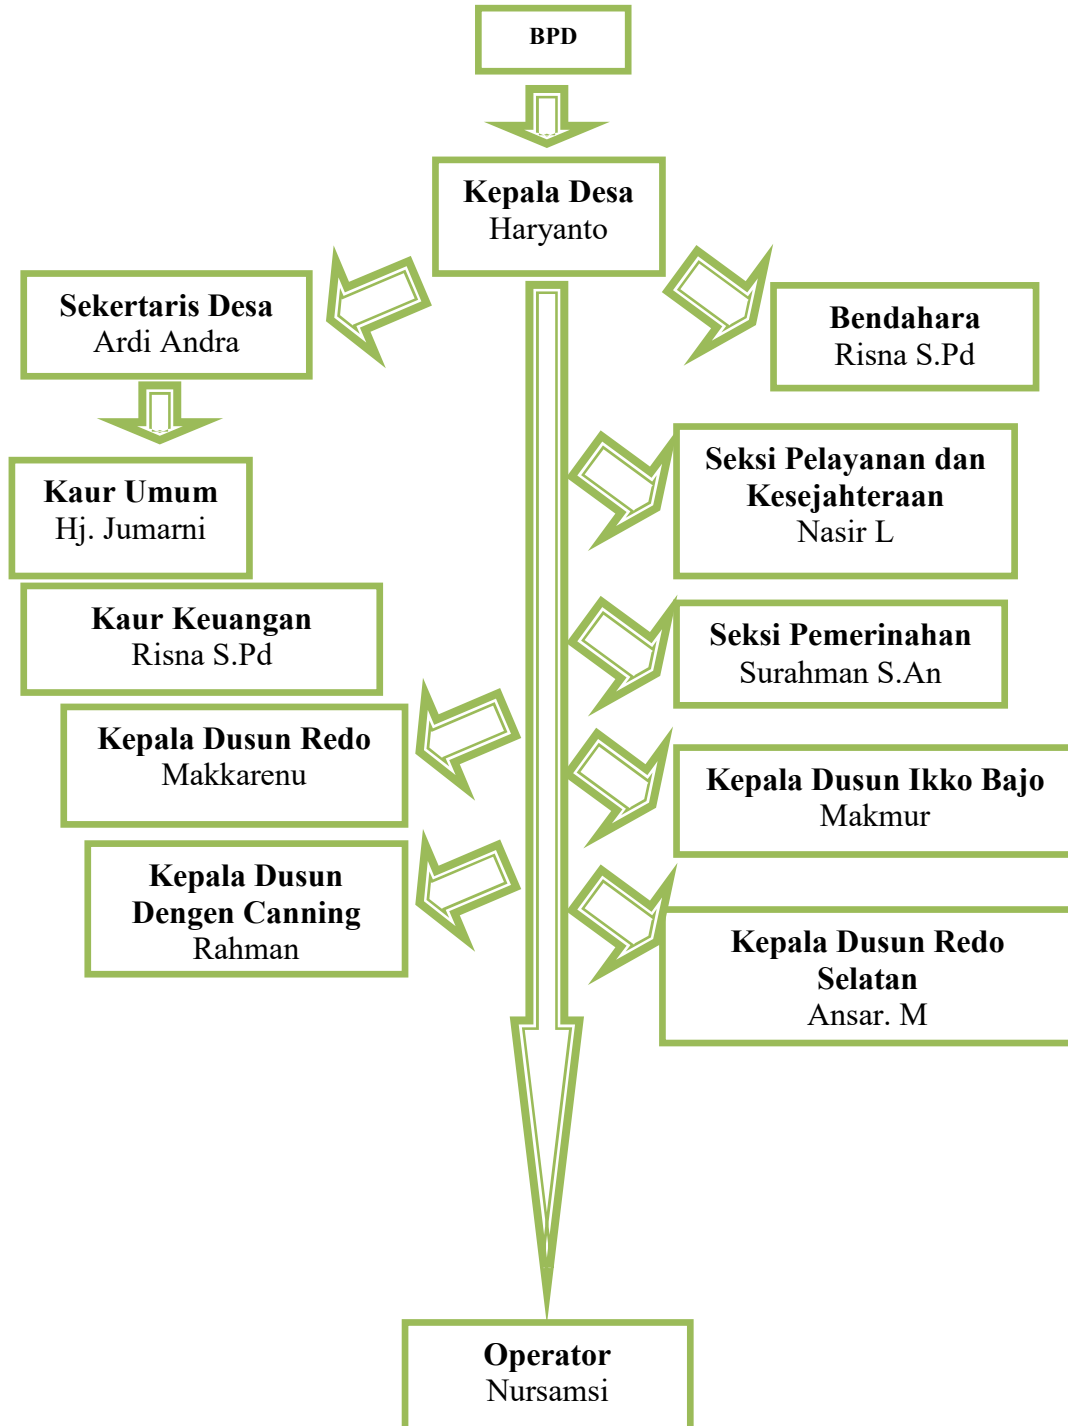 BPD
Kepala Desa
Haryanto
Sekertaris Desa
Ardi Andra
Bendahara
Risna S.Pd
Kaur Umum
Hj. Jumarni
Seksi Pelayanan dan
Kesejahteraan
Nasir L
Kaur Keuangan
Risna S.Pd
Seksi Pemerinahan
Surahman S.An
Kepala Dusun Redo
Makkarenu
Kepala Dusun Ikko Bajo
Makmur
Kepala Dusun
Dengen Canning
Rahman
Kepala Dusun Redo
Selatan
Ansar. M
Operator
Nursamsi